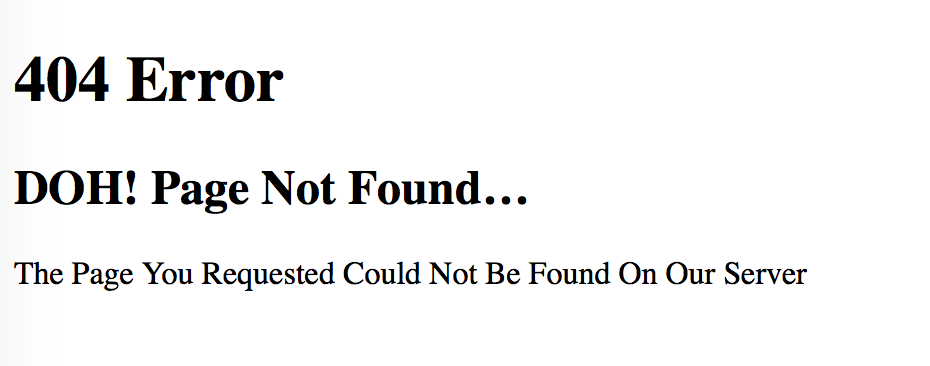 404 Error
DOH! Page Not Found…
The Page You Requested Could Not Be Found On Our Server